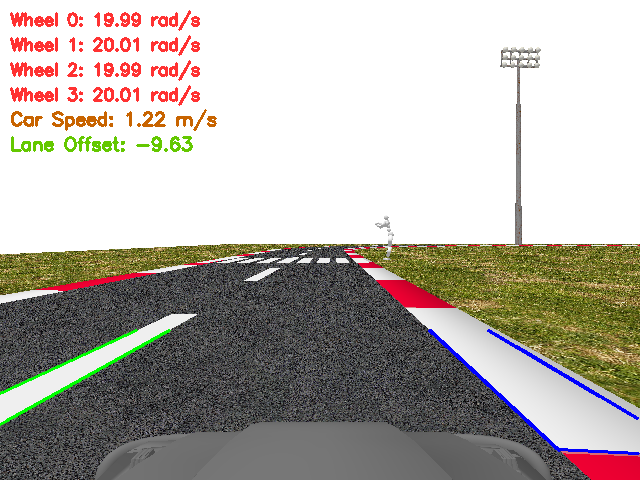 Wheel 0: 19.99 rad/s
Wheel 1: 20.01 rad/s
Wheel 2: 19.99 rad/s
Wheel 3: 20.01 rad/s
Car Speed: 1.22 m/s
Lane Offset: -9.63